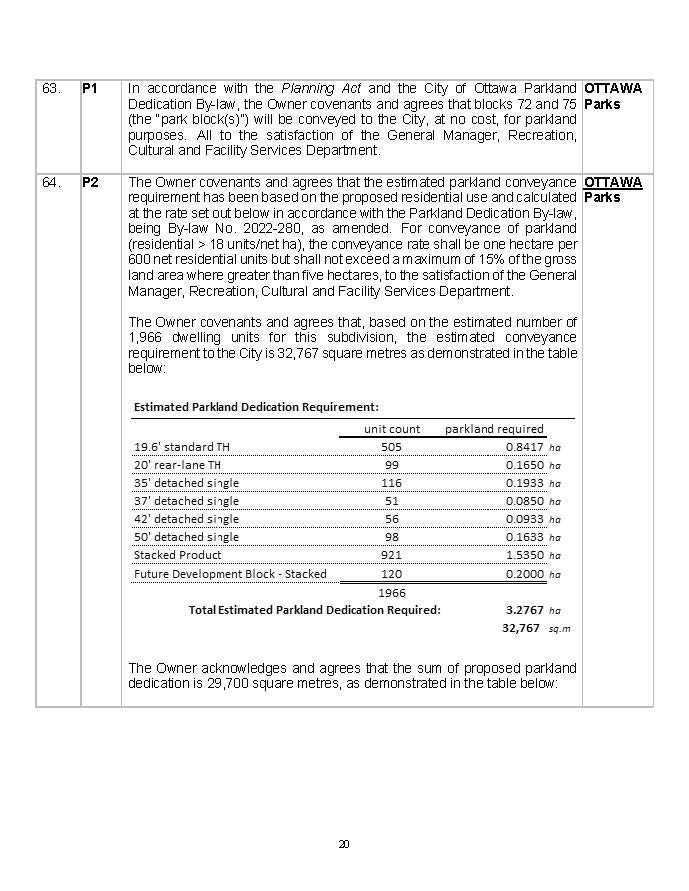 63. P1 In accordance with the Planning Act and the City of Ottawa Parkland OTTAWA
Dedication By-law, the Owner covenants and agrees that blocks 72 and 75 Parks
(the "park block(s)") will be conveyed to the City, at no cost, for parkland
purposes. All to the satisfaction of the General Manager, Recreation,
Cultural and Facility Services Department.
64. P2 The Owner covenants and agrees that the estimated parkland conveyance OTTAWA
requirement has been based on the proposed residential use and calculated Parks
at the rate set out below in accordance with the Parkland Dedication By-law,
being By-law No. 2022-280, as amended. For conveyance of parkland
(residential > 18 units/net ha), the conveyance rate shall be one hectare per
600 net residential units but shall not exceed a maximum of 15% of the gross
land area where greater than five hectares, to the satisfaction of the General
Manager, Recreation, Cultural and Facility Services Department.
The Owner covenants and agrees that, based on the estimated number of
1,966 dwelling units for this subdivision, the estimated conveyance
requirement to the City is 32,767 square metres as demonstrated in the table
below:
Estimated Parkland Dedication Requirement:
unit count parkland required
19.6' standard TH 505 0.8417 ha
20' rear-lane TH 99 0.1650 ha
35' detached single 116 0.1933 ha
37' detached single 51 0.0850 ha
42' detached single 56 0.0933 ha
50' detached single 98 0.1633 ha
Stacked Product 921 1.5350 ha
Future Development Block - Stacked 120 0.2000 ha
1966
Total Estimated Parkland Dedication Required: 3.2767 ha
32,767 sq.m
The Owner acknowledges and agrees that the sum of proposed parkland
dedication is 29,700 square metres, as demonstrated in the table below:
20